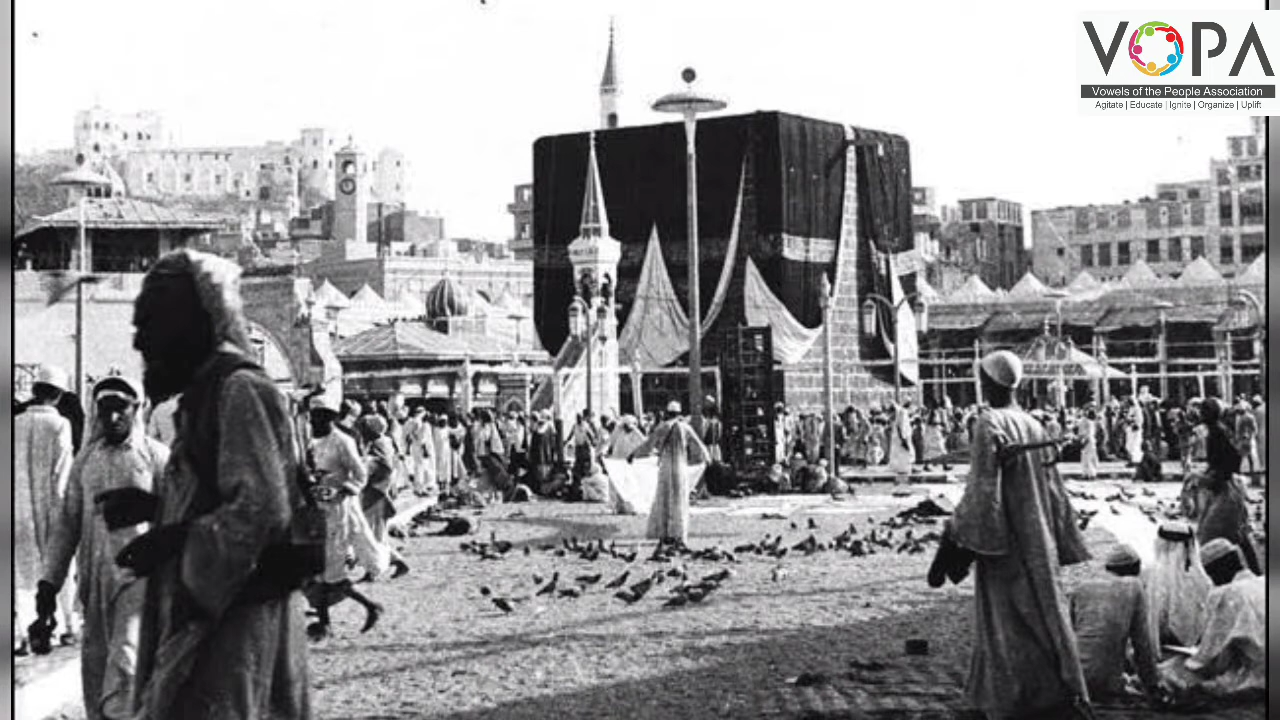 VOPA
Vowels of the People Association
Agitate | Educate | Ignite | Organize | Uplift